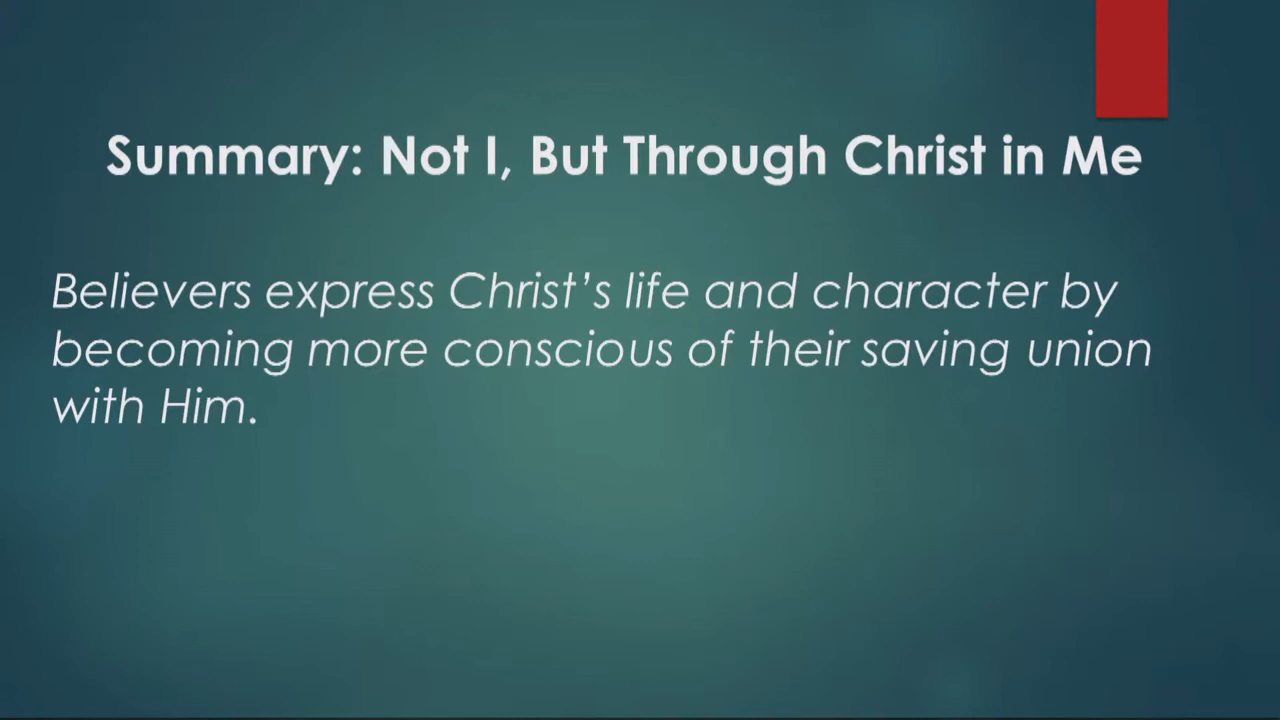 Summary: Not I, But Through Christ in Me
Believers express Christ’s life and character by
becoming more conscious of their saving union
with Him.